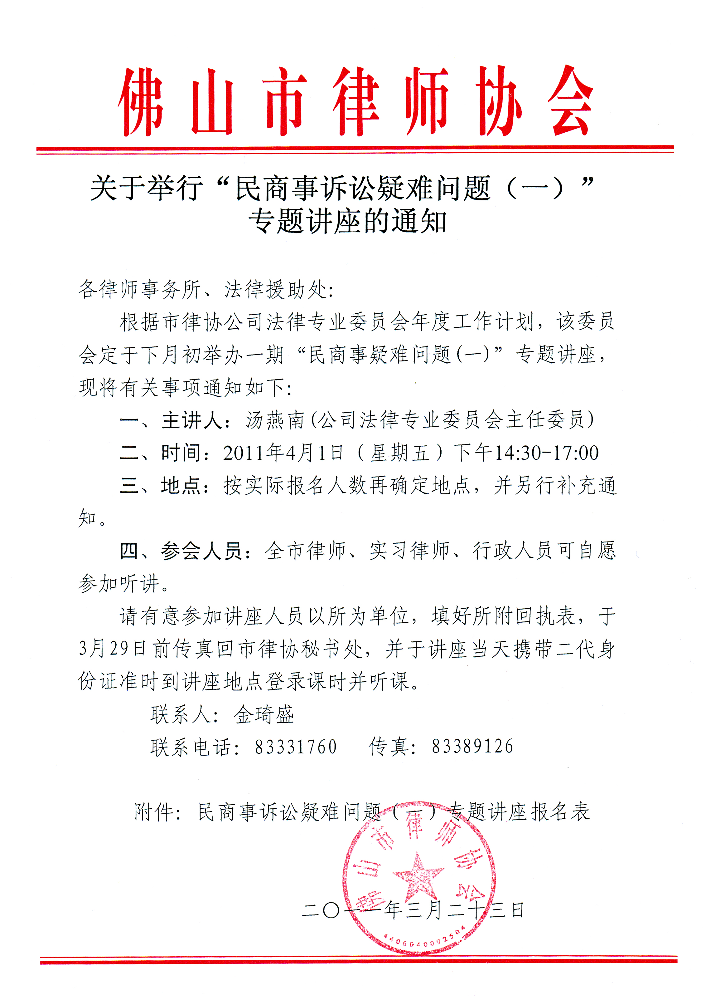 佛山市律师协会
关于举行“民商事诉讼疑难问题（一）”
专题讲座的通知
各律师事务所、法律援助处：
根据市律协公司法律专业委员会年度工作计划，该委员
会定于下月初举办一期“民商事疑难问题(一)”专题讲座，
现将有关事项通知如下：
一、主讲人：汤燕南(公司法律专业委员会主任委员)
二、时间：2011年4月1日（星期五）下午14:30-17:00
三、地点：按实际报名人数再确定地点，并另行补充通
知。
四、参会人员：全市律师、实习律师、行政人员可自愿
参加听讲。
请有意参加讲座人员以所为单位，填好所附回执表，于
3月29日前传真回市律协秘书处，并于讲座当天携带二代身
份证准时到讲座地点登录课时并听课。
联系人：金琦盛
联系电话：83331760　传真：83389126
附件：民商事诉讼疑难问题（一）专题讲座报名表
佛山市律师协会
二〇一一年三月二十三日
4406040092504